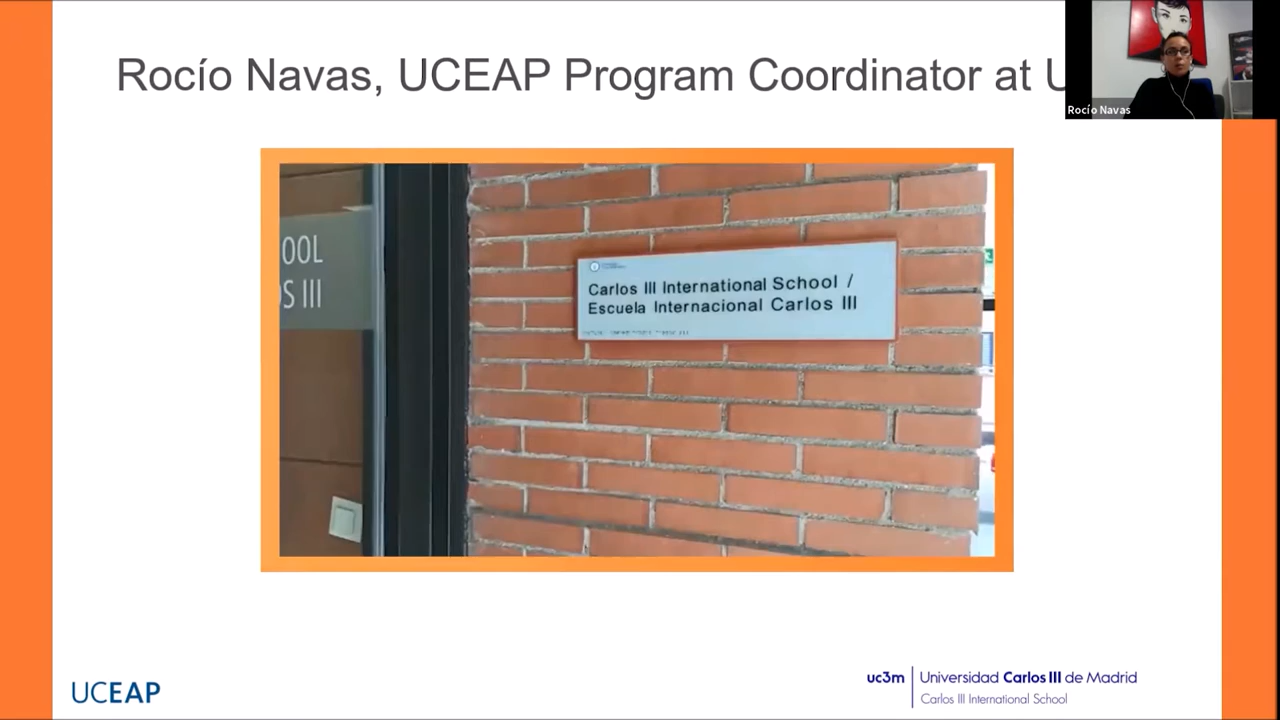 Rocío Navas, UCEAP Program Coordinator at U
Rocío Navas
OOL
S III
Carlos III International School /
Escuela Internacional Carlos III
UCEAP
uc3m Universidad Carlos III de Madrid
Carlos III International School